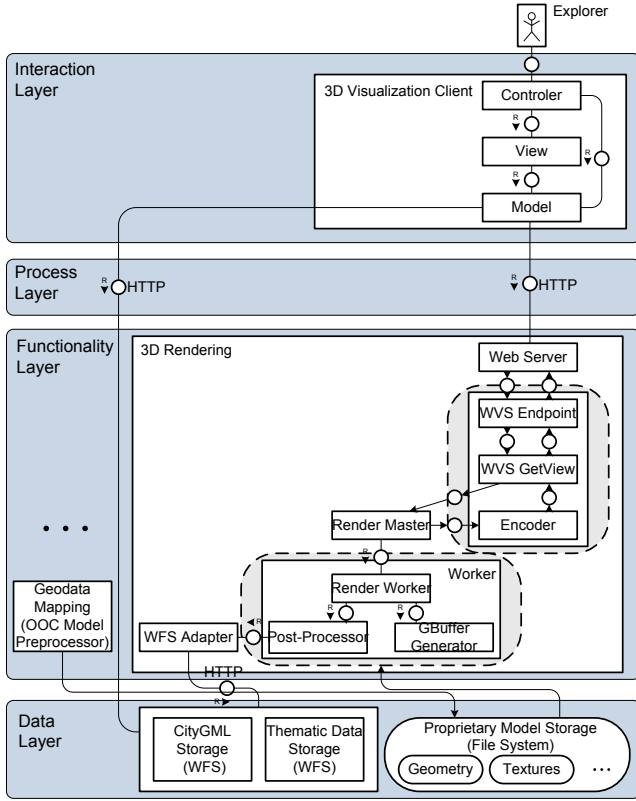 Explorer
Interaction
Layer
3D Visualization Client
Controler
R
R
View
R
Model
Process
Layer
R
HTTP
R
HTTP
Functionality
Layer
3D Rendering
Web Server
WVS Endpoint
WVS GetView
Render Master
Encoder
• • •
R
Worker
Geodata
Mapping
(OOC Model
Preprocessor)
Render Worker
R
R
R
WFS Adapter
Post-Processor
GBuffer
Generator
HTTP
R
Data
Layer
CityGML
Storage
(WFS)
Thematic Data
Storage
(WFS)
Proprietary Model Storage
(File System)
Geometry
Textures
...